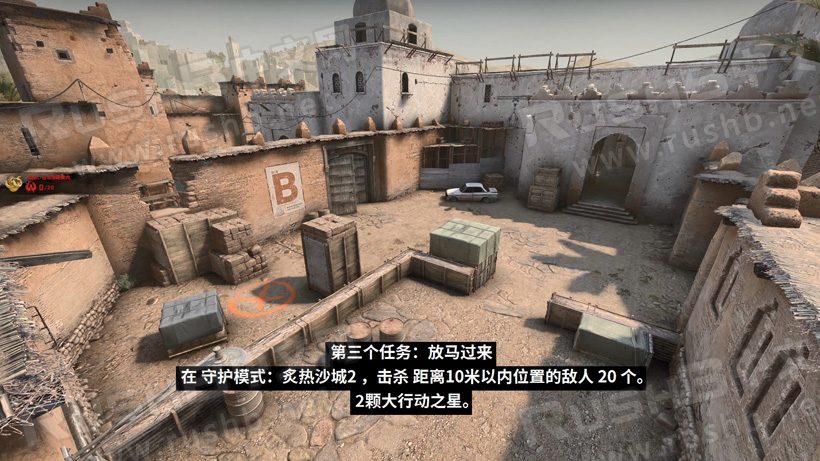 B
0/20
第三个任务：放马过来
在 守护模式：炙热沙城2 ，击杀 距离10米以内位置的敌人 20 个。
2颗大行动之星。
www.rushb.net